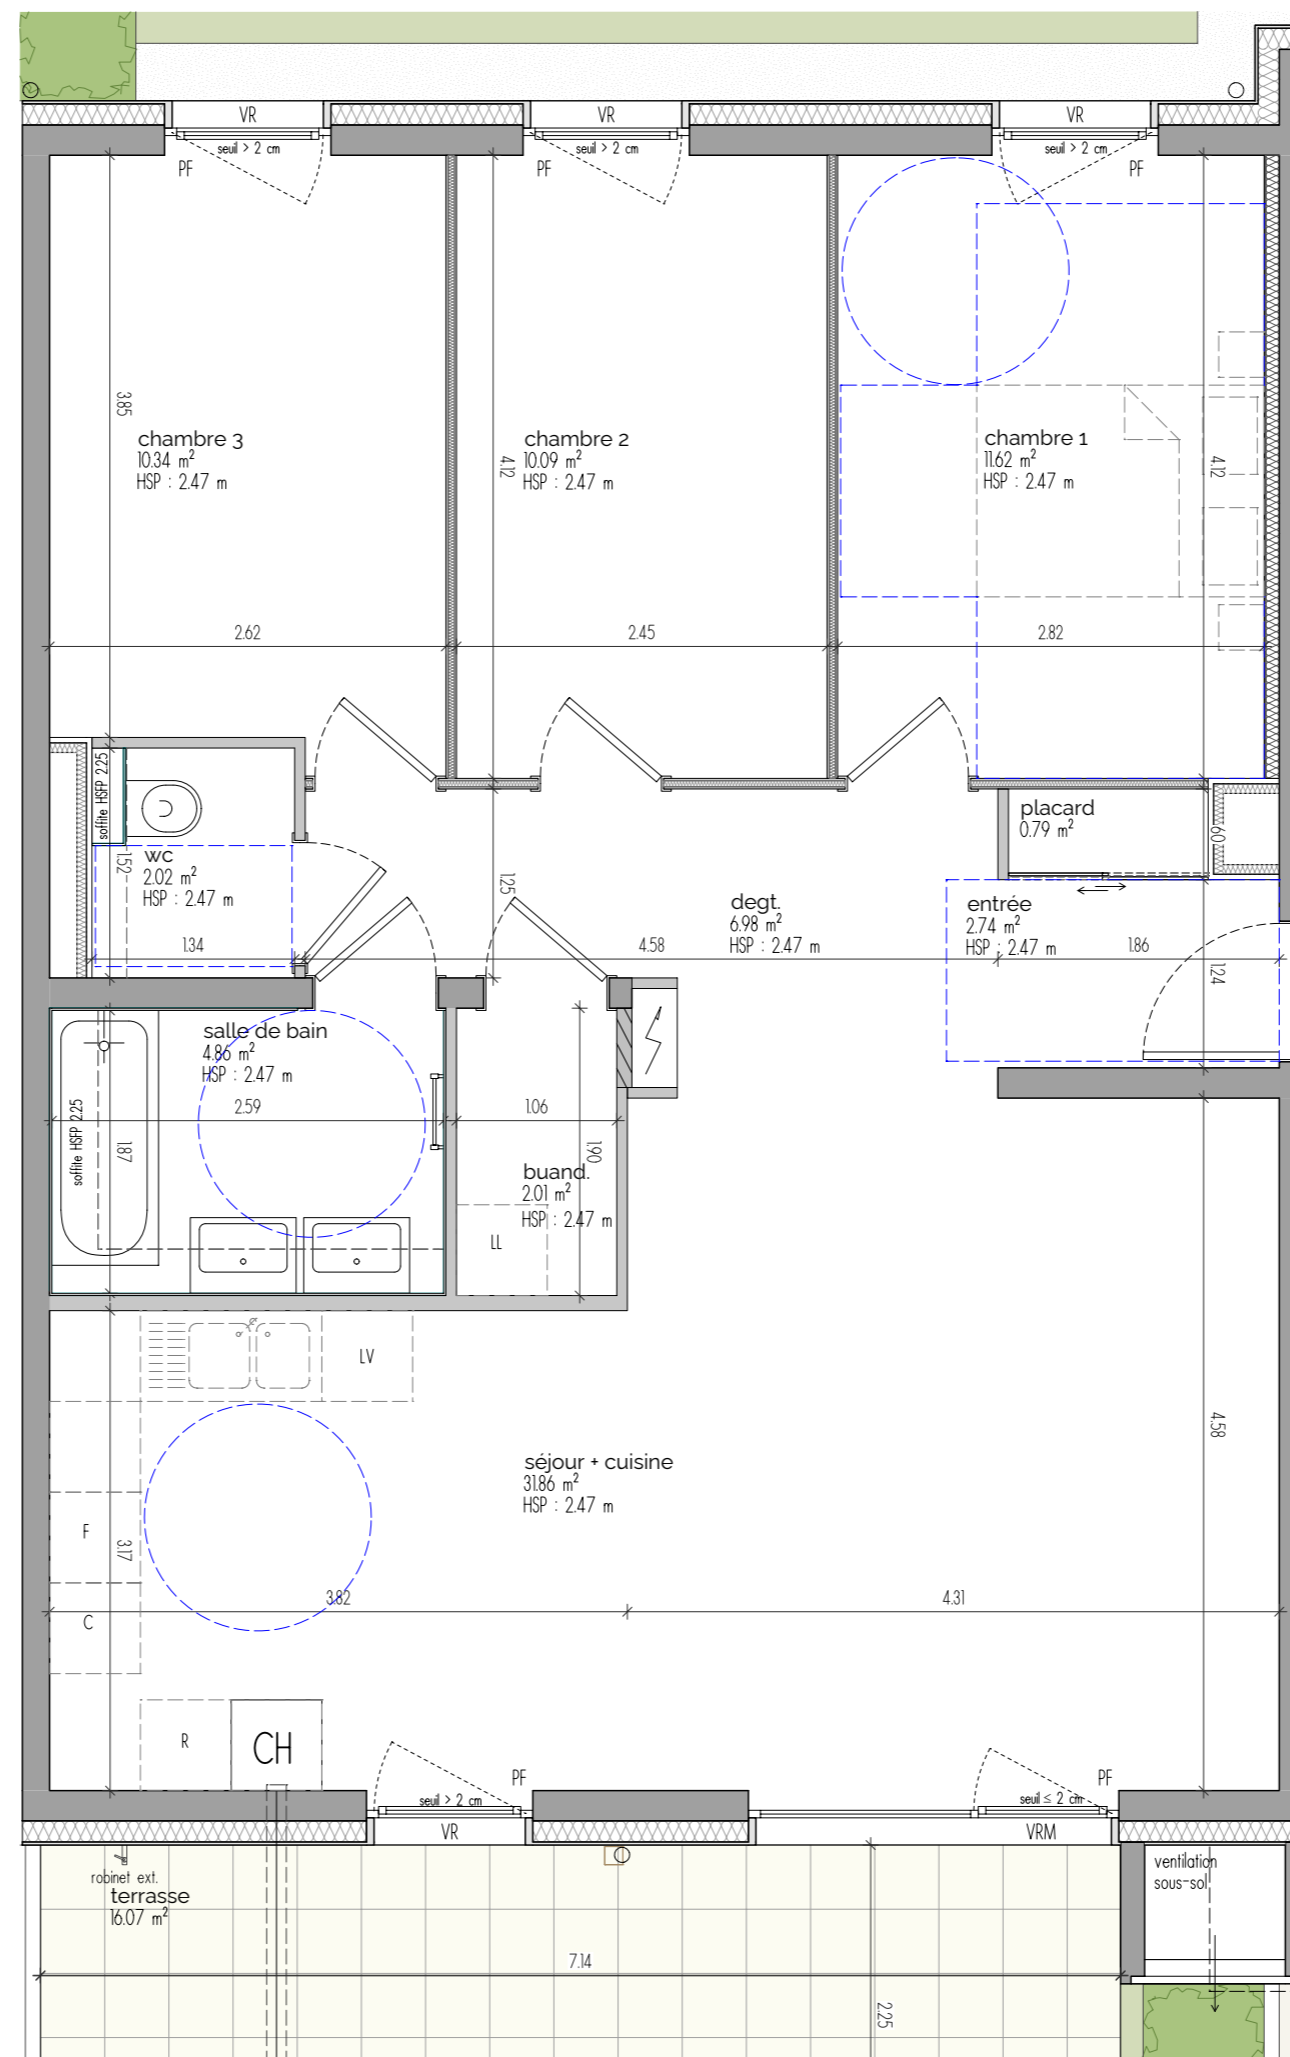 VR
VR
VR
seuil > 2 cm
seuil > 2 cm
seuil > 2 cm
PF
PF
PF
3.85
chambre 3
10.34 m²
HSP : 2.47 m
4.12
chambre 2
10.09 m²
HSP : 2.47 m
chambre 1
11.62 m²
HSP : 2.47 m
4.12
2.62
2.45
2.82
soffite HSFP 2.25
wc
2.02 m²
HSP : 2.47 m
1.52
1.34
1.25
degt.
6.98 m²
HSP : 2.47 m
4.58
placard
0.79 m²
.60
entrée
2.74 m²
HSP : 2.47 m
1.86
1.24
salle de bain
4.86 m²
HSP : 2.47 m
2.59
soffite HSFP 2.25
1.87
1.06
1.90
buand.
2.01 m²
HSP : 2.47 m
LL
LV
séjour + cuisine
31.86 m²
HSP : 2.47 m
4.58
F
3.17
C
3.82
4.31
R
CH
PF
PF
seuil > 2 cm
seuil ≤ 2 cm
VR
VRM
robinet ext.
terrasse
16.07 m²
ventilation
sous-sol
7.14
2.25